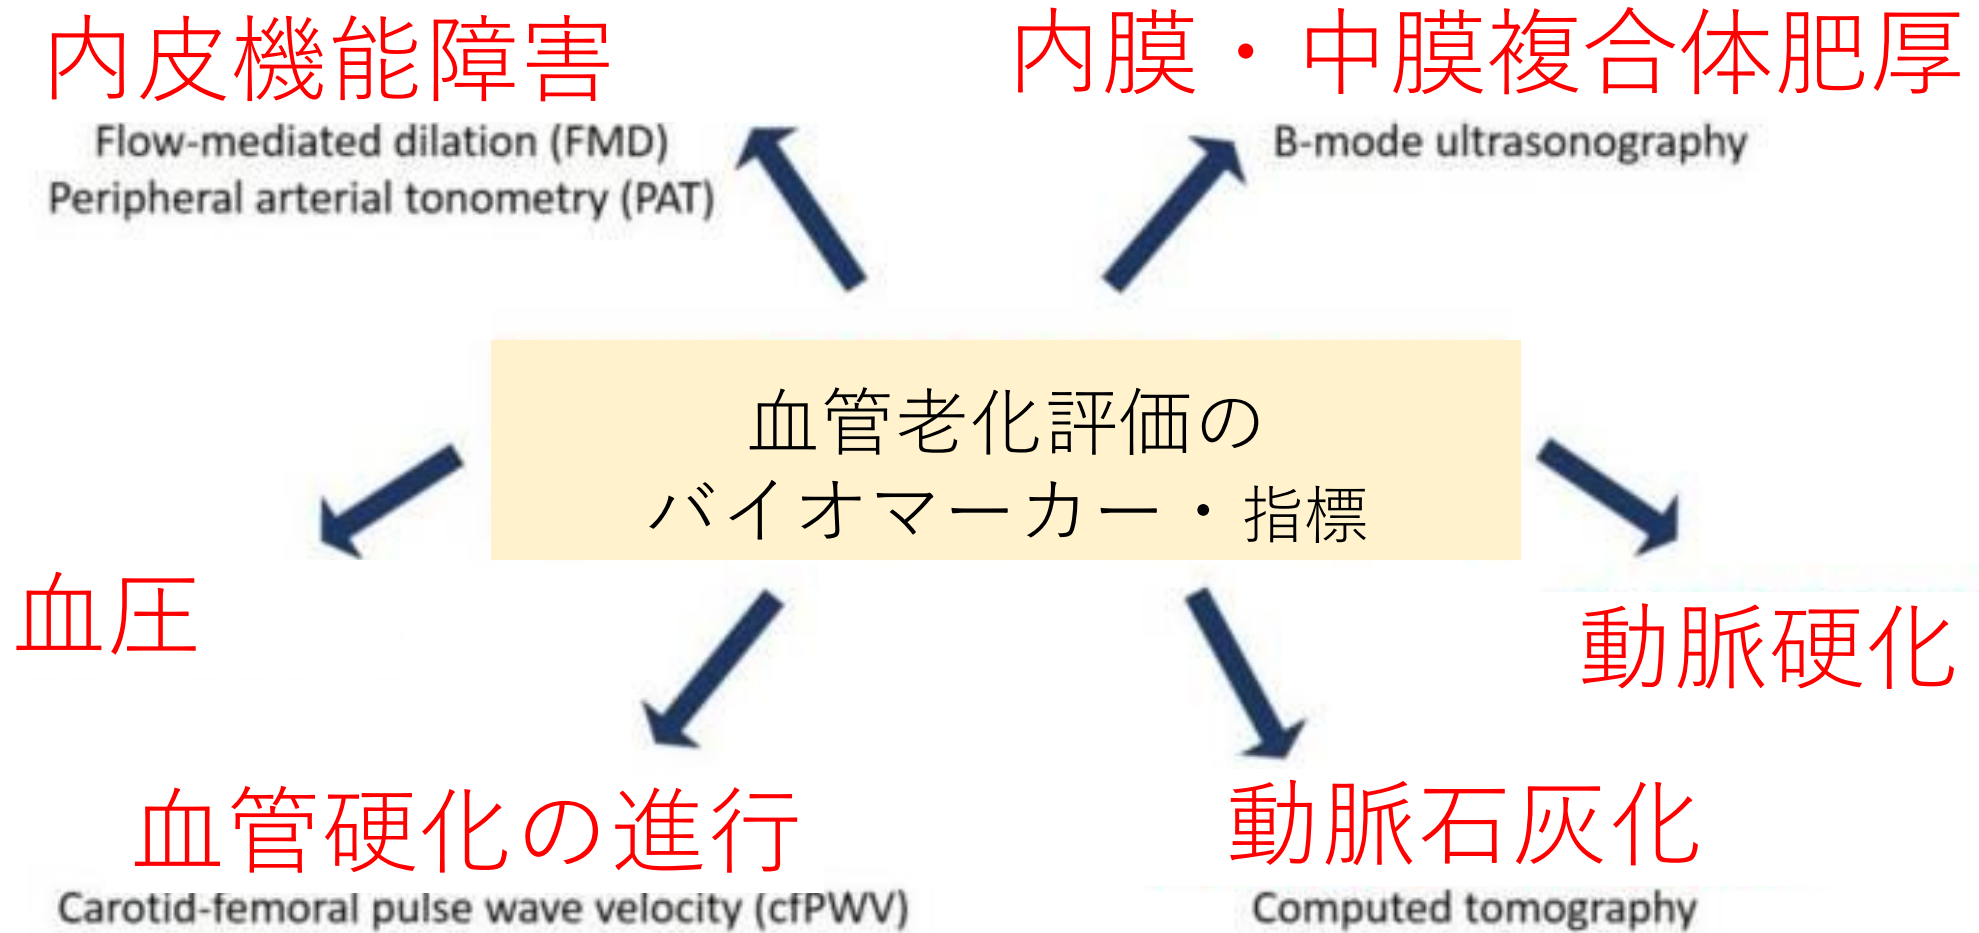 内皮機能障害
Flow-mediated dilation (FMD)
Peripheral arterial tonometry (PAT)
内膜・中膜複合体肥厚
B-mode ultrasonography
血管老化評価の
バイオマーカー・指標
血圧
動脈硬化
血管硬化の進行
Carotid-femoral pulse wave velocity (cfPWV)
動脈石灰化
Computed tomography